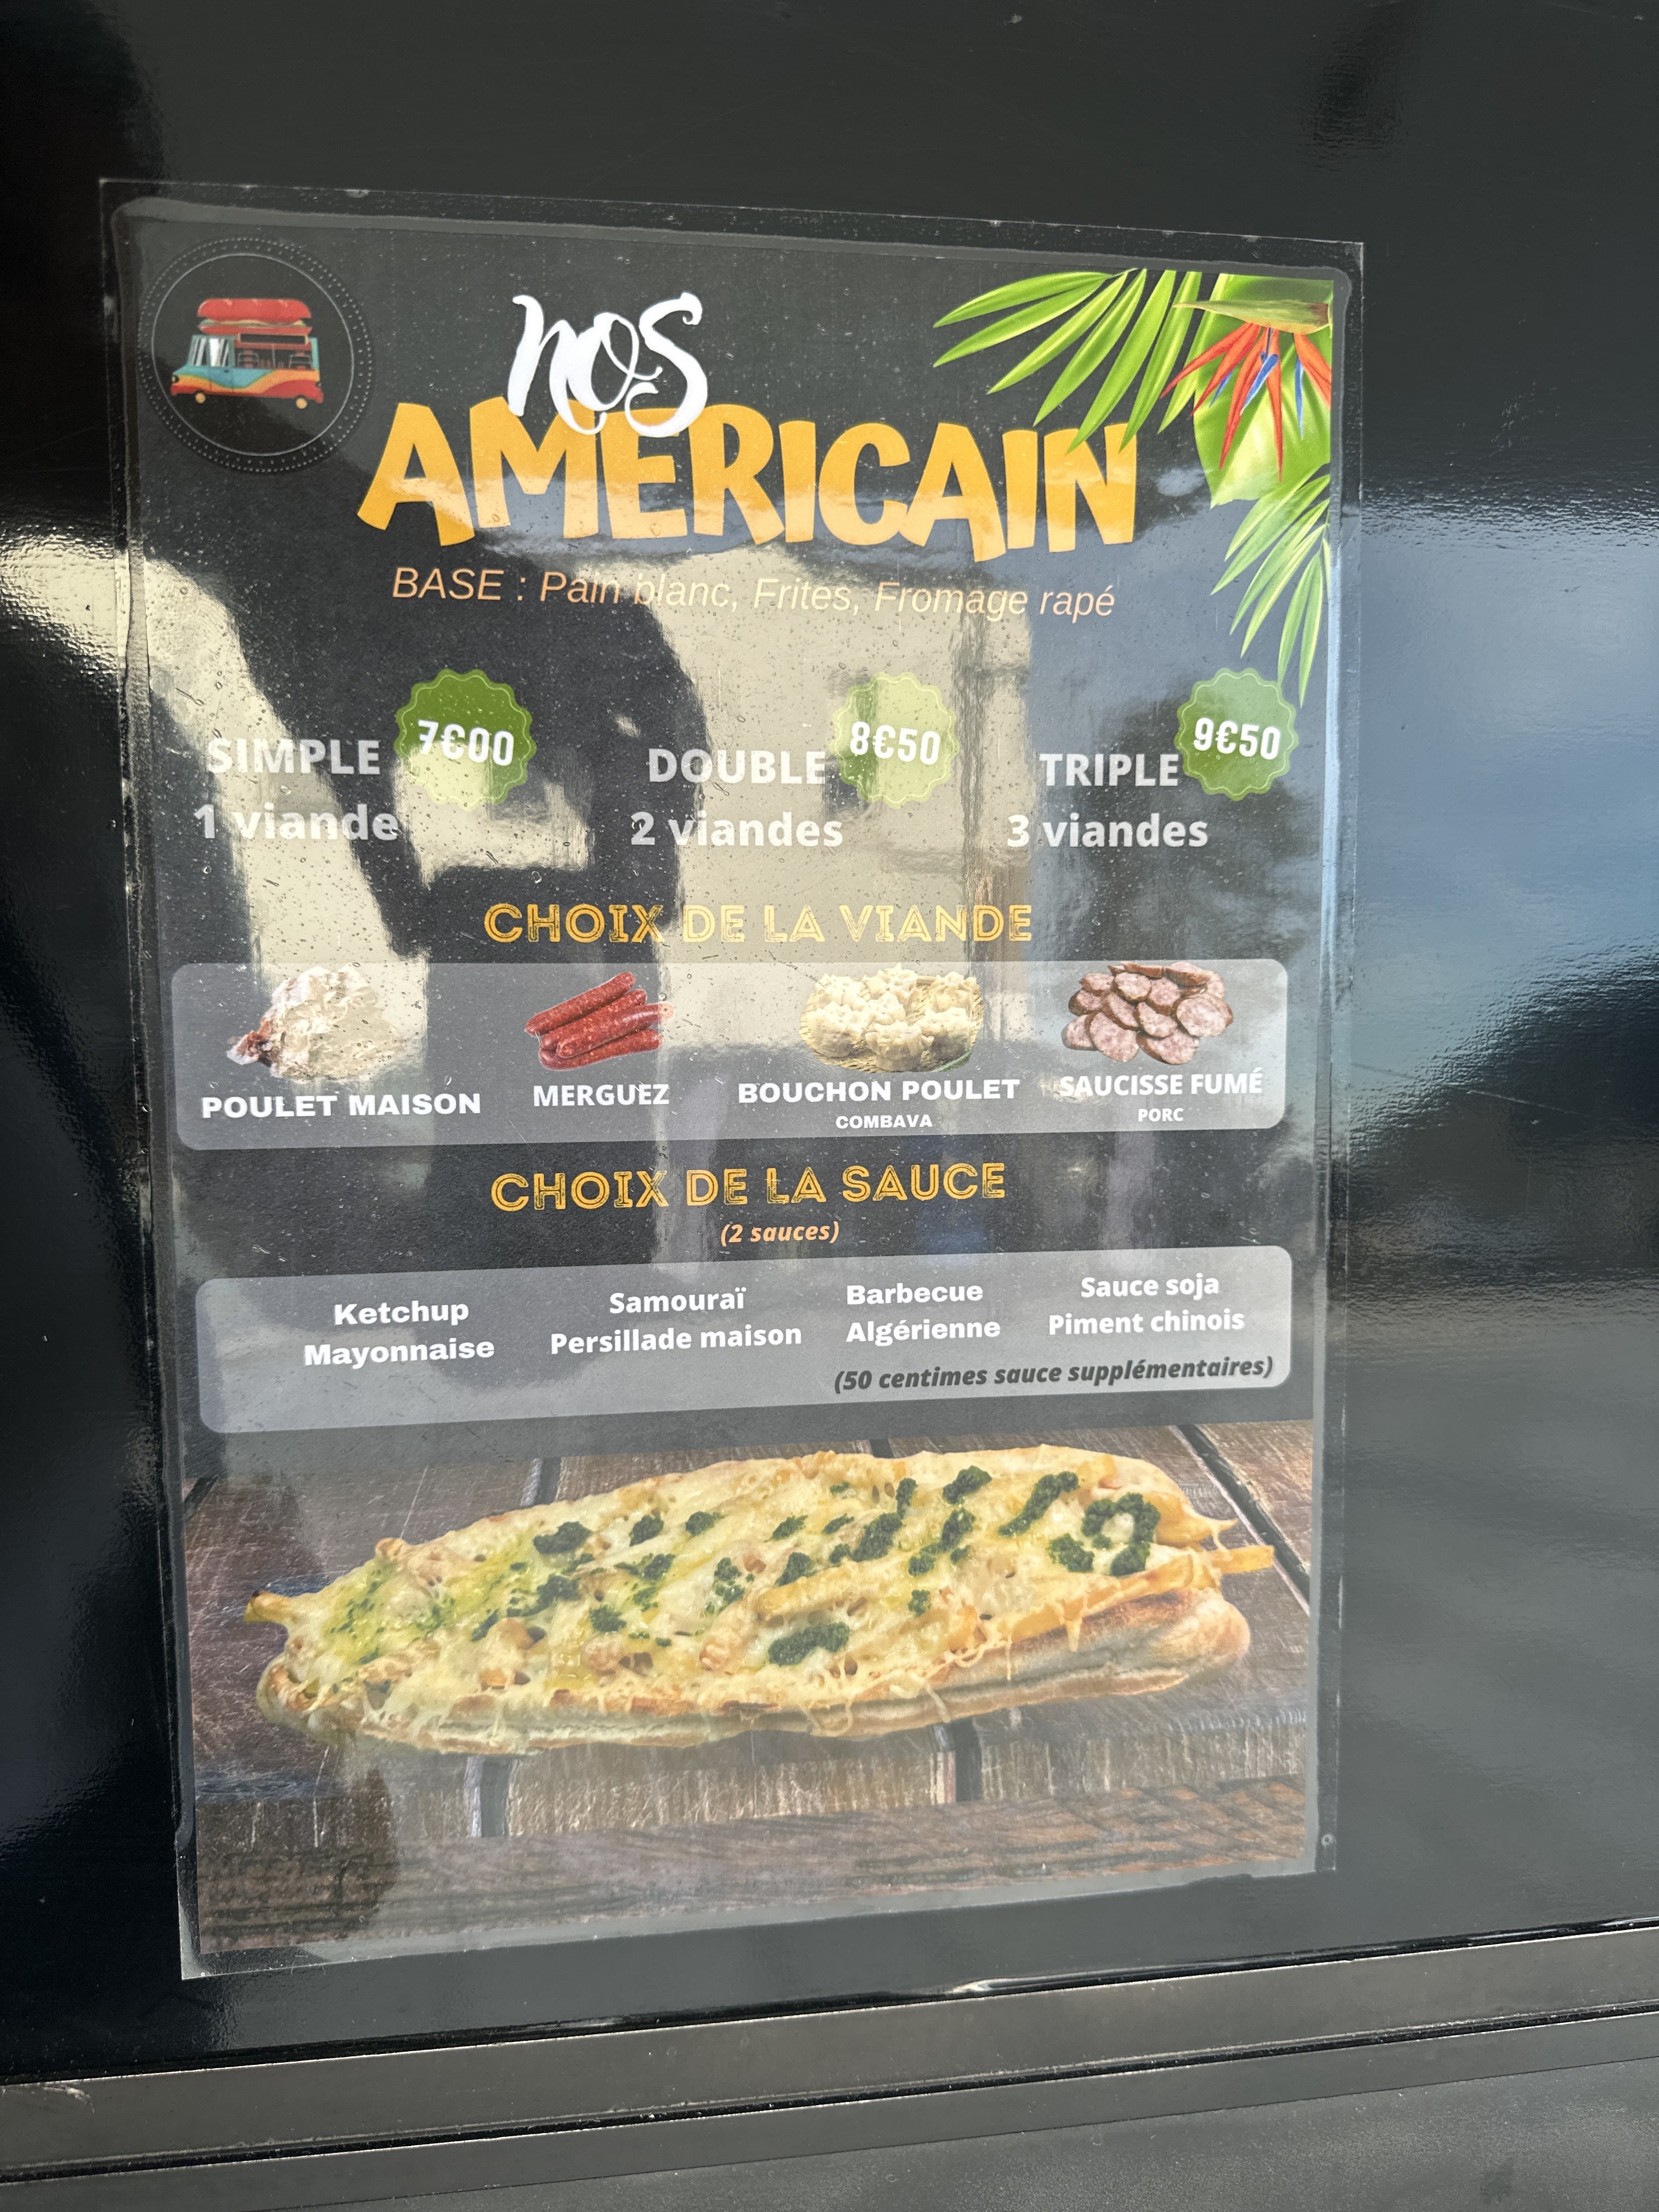 nos
AMERICAIN
BASE : Pain blanc, Frites, Fromage rapé
SIMPLE 7€00
1 viande
DOUBLE 8€50
2 viandes
TRIPLE 9€50
3 viandes
CHOIX DE LA VIANDE
POULET MAISON
MERGUEZ
BOUCHON POULET
COMBAVA
SAUCISSE FUMÉ
PORC
CHOIX DE LA SAUCE
(2 sauces)
Ketchup
Mayonnaise
Samouraï
Persillade maison
Barbecue
Algérienne
Sauce soja
Piment chinois
(50 centimes sauce supplémentaires)